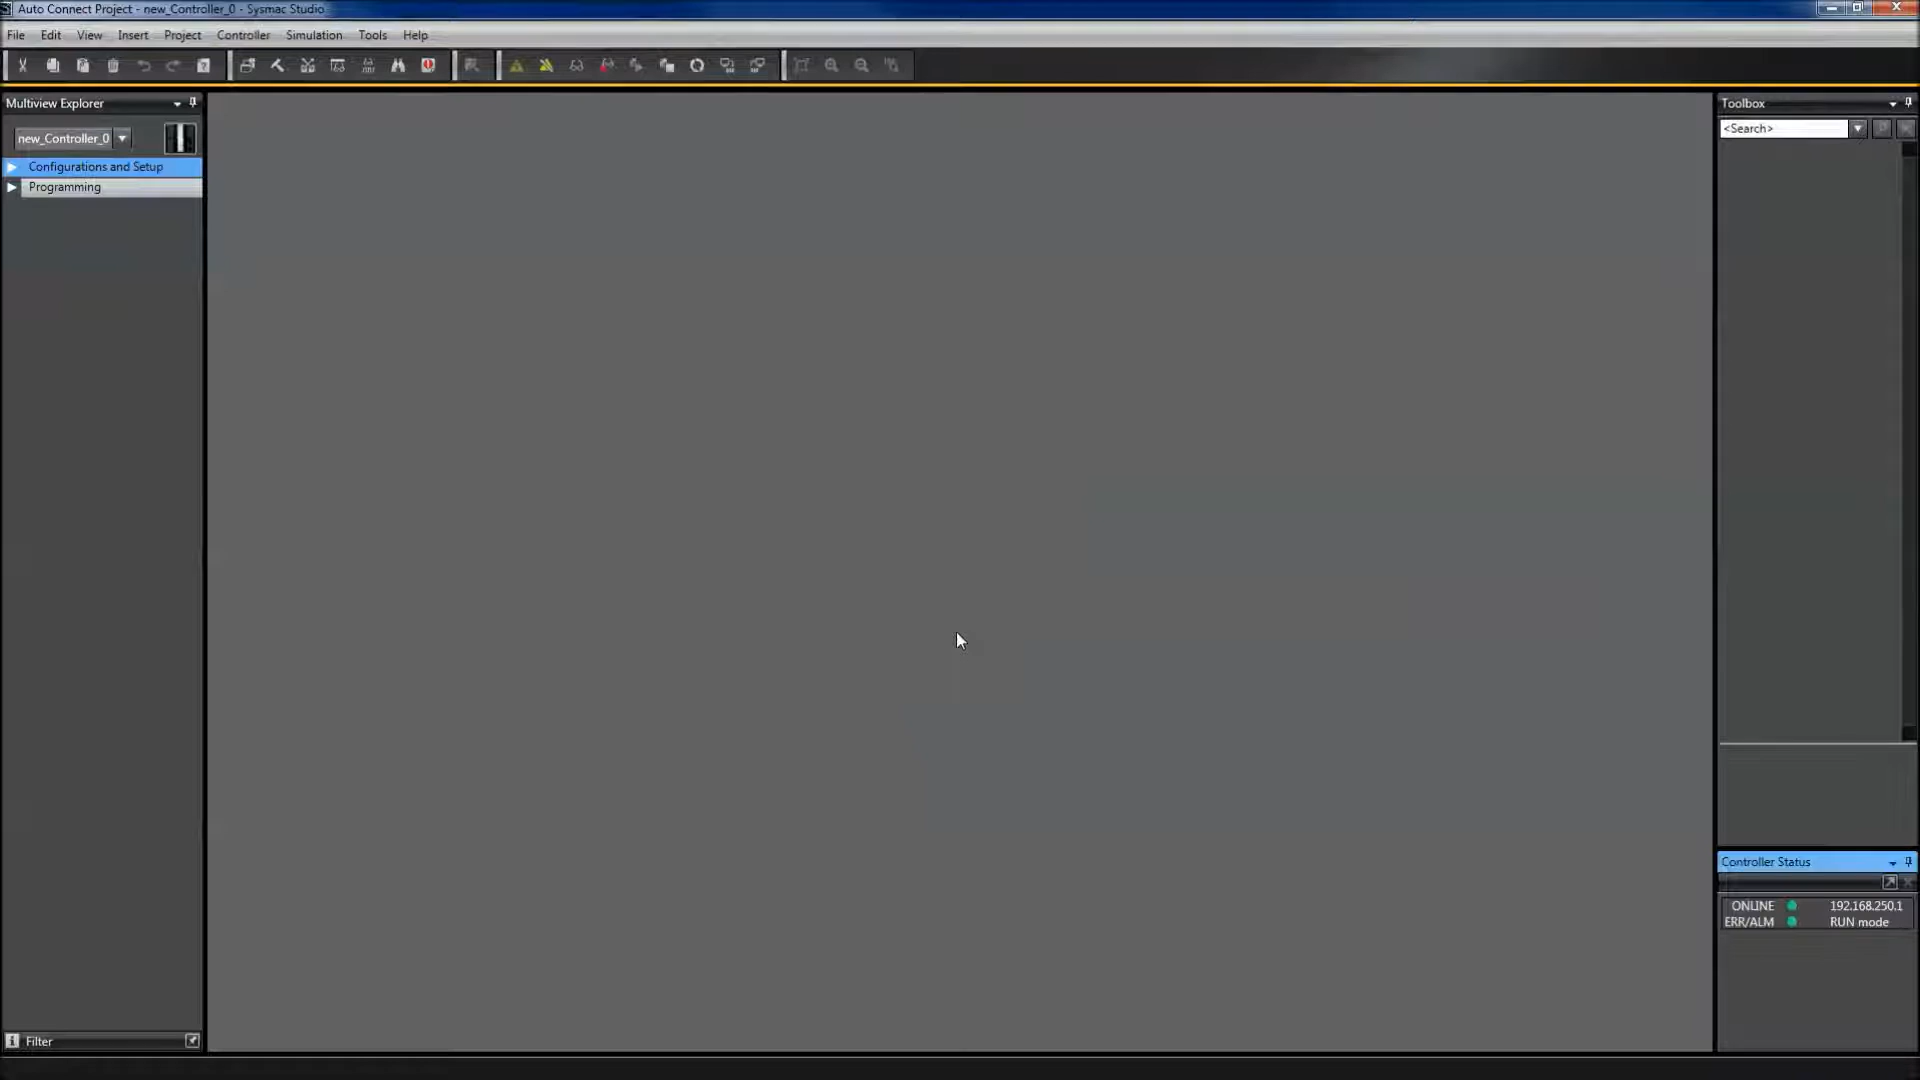 Auto Connect Project - new_Controller_0 - Sysmac Studio
File Edit View Insert Project Controller Simulation Tools Help
Multiview Explorer
new_Controller_0
Configurations and Setup
Programming
Filter
Toolbox
<Search>
Controller Status
ONLINE 192.168.250.1
ERR/ALM RUN mode